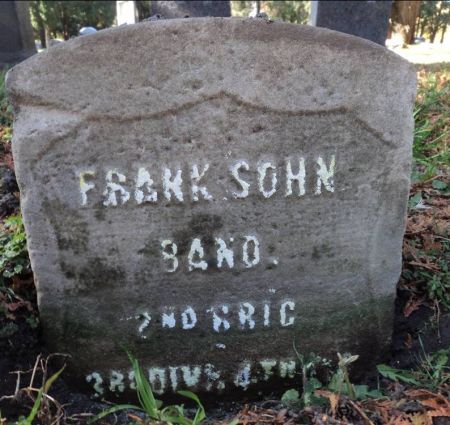 FRANK SOHN
BAND.
2ND BRIG
3RD DIV. 4TH